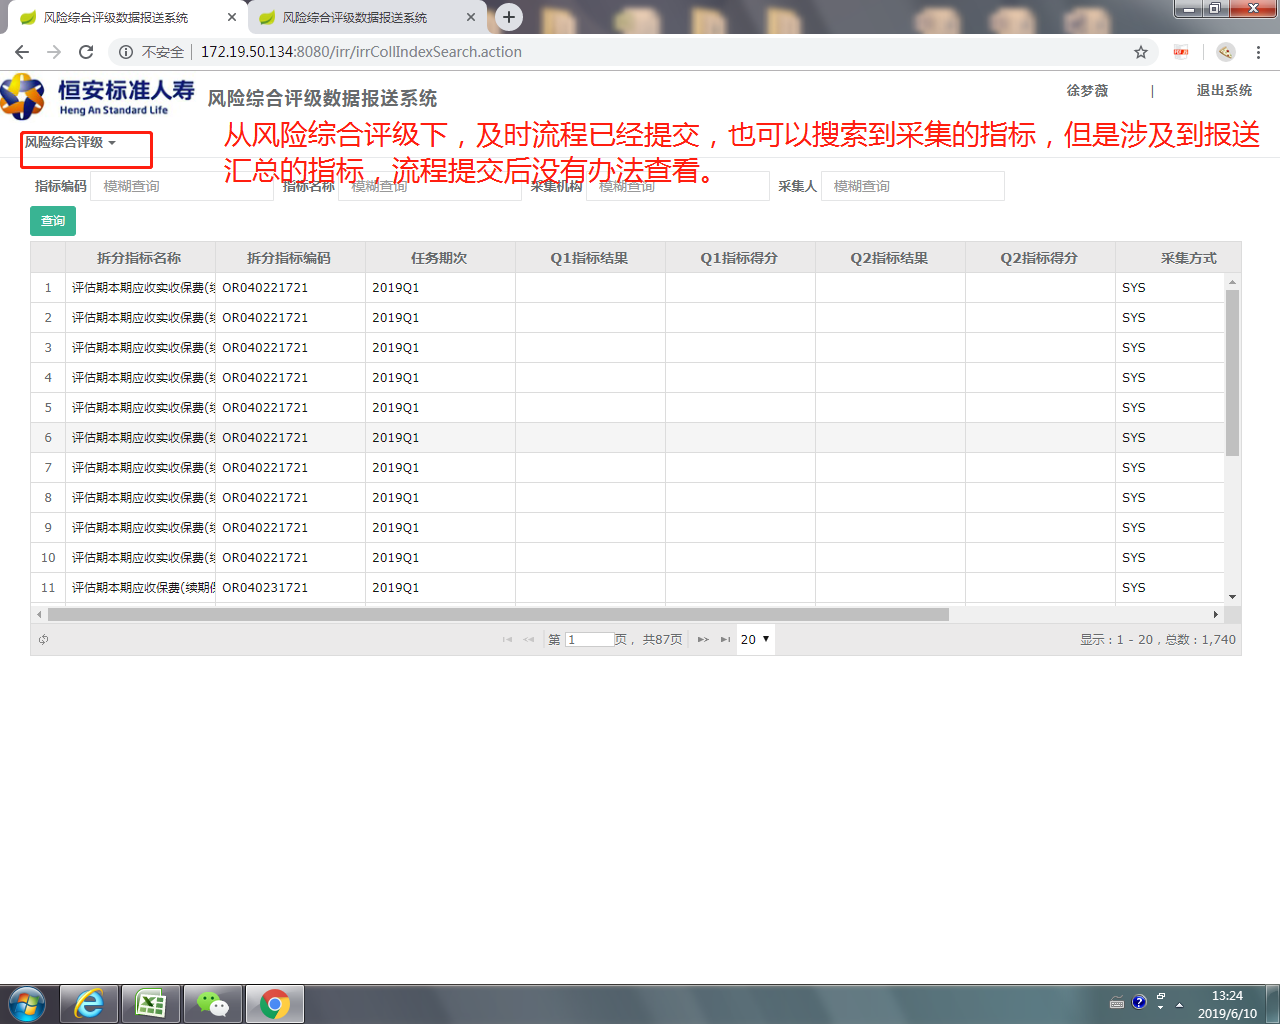 风险综合评级数据报送系统
风险综合评级数据报送系统
不安全 172.19.50.134:8080/irr/irrCollIndexSearch.action
恒安标准人寿
Heng An Standard Life
风险综合评级数据报送系统
徐梦薇 | 退出系统
风险综合评级
从风险综合评级下，及时流程已经提交，也可以搜索到采集的指标，但是涉及到报送
汇总的指标，流程提交后没有办法查看。
指标编码 模糊查询 指标名称 模糊查询 采集机构 模糊查询 采集人 模糊查询
查询
拆分指标名称 拆分指标编码 任务期次 Q1指标结果 Q1指标得分 Q2指标结果 Q2指标得分 采集方式
1 评估期本期应收实收保费(续 OR040221721 2019Q1 SYS
2 评估期本期应收实收保费(续 OR040221721 2019Q1 SYS
3 评估期本期应收实收保费(续 OR040221721 2019Q1 SYS
4 评估期本期应收实收保费(续 OR040221721 2019Q1 SYS
5 评估期本期应收实收保费(续 OR040221721 2019Q1 SYS
6 评估期本期应收实收保费(续 OR040221721 2019Q1 SYS
7 评估期本期应收实收保费(续 OR040221721 2019Q1 SYS
8 评估期本期应收实收保费(续 OR040221721 2019Q1 SYS
9 评估期本期应收实收保费(续 OR040221721 2019Q1 SYS
10 评估期本期应收实收保费(续 OR040221721 2019Q1 SYS
11 评估期本期应收保费(续期保 OR040231721 2019Q1 SYS
第 1 页， 共87页 20 显示：1 - 20，总数：1,740
13:24
2019/6/10